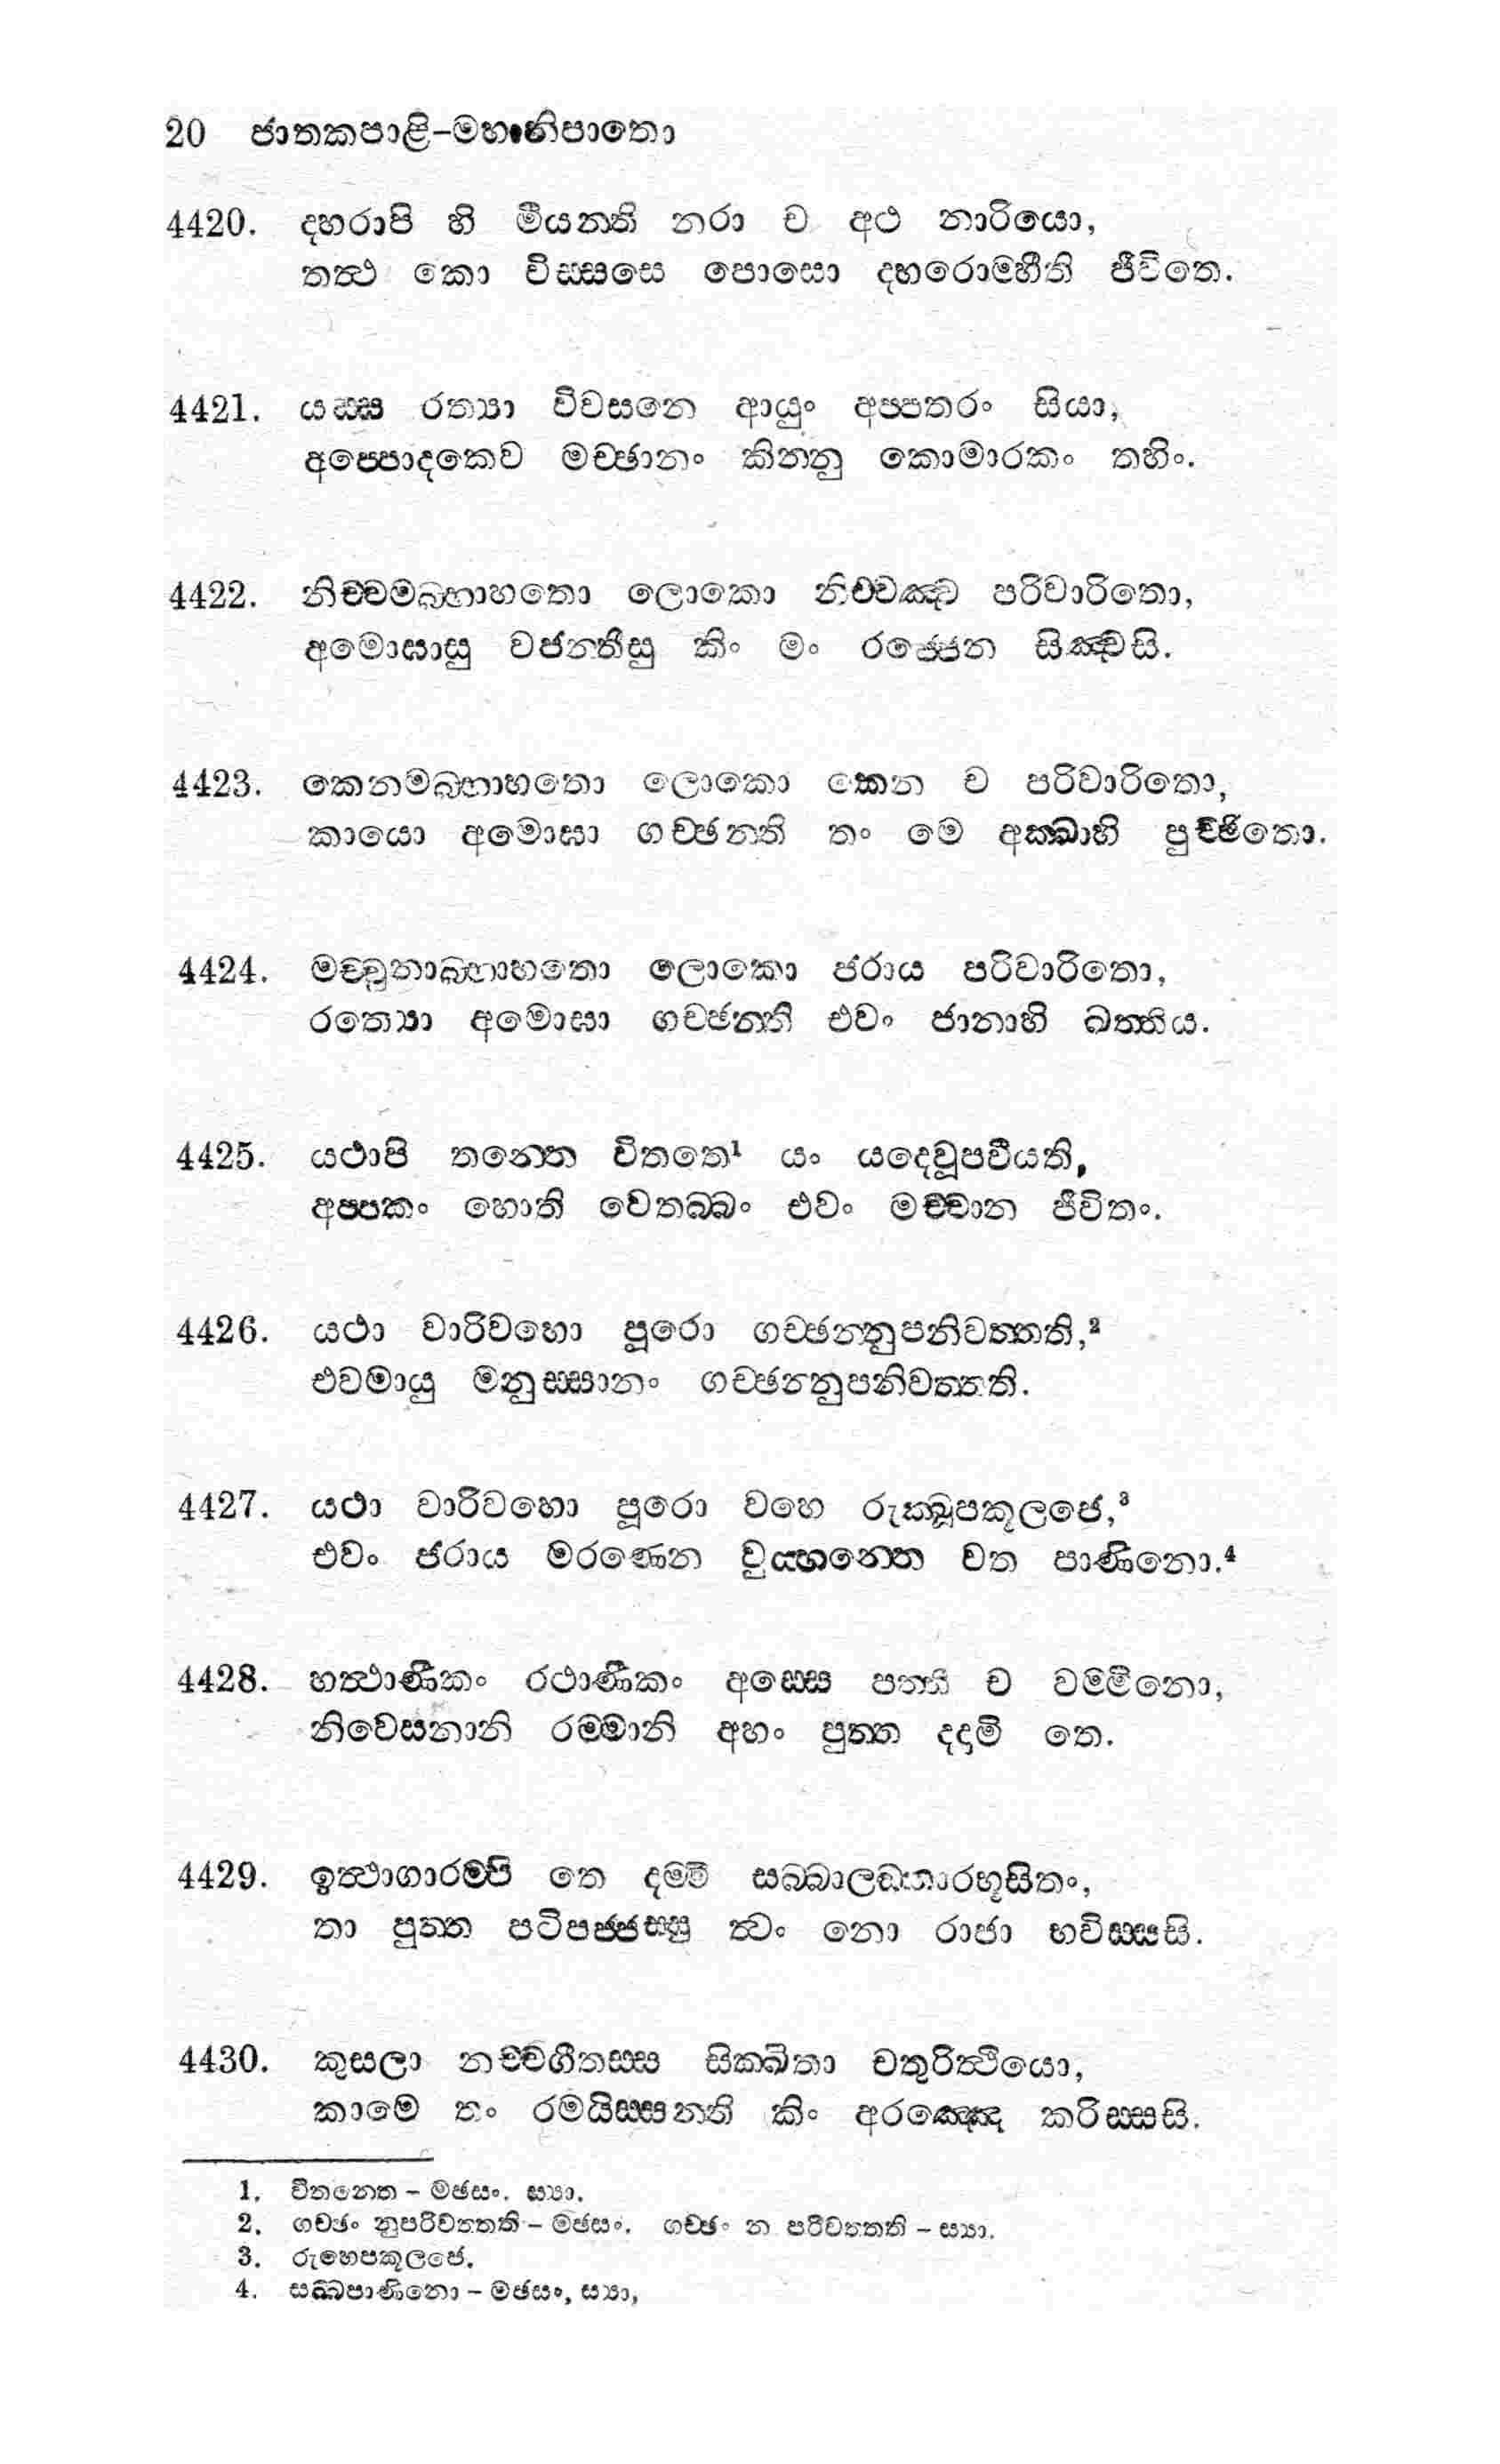 20 ජාතකපාළි-මහානිපාතො
4420. දහරාපි හි මීයන්ති නරා ච අථ නාරියො,
තත්ථ කො විස්සසෙ පොසො දහරොම්හීති ජීවිතෙ.
4421. යස්ස රත්‍යා විවසනෙ ආයුං අප්පතරං සියා,
අප්පොදකෙව මච්ඡානං කින්නු කොමාරකං තහිං.
4422. නිච්චමබ්භාහතො ලොකො නිච්චඤ්ච පරිවාරිතො,
අමොඝාසු වජන්තීසු කිං මං රජ්ජෙන සිඤ්චසි.
4423. කෙනමබ්භාහතො ලොකො කෙන ච පරිවාරිතො,
කායො අමොඝා ගච්ඡන්ති තං මෙ අක්ඛාහි පුච්ඡිතො.
4424. මච්චුනාබ්භාහතො ලොකො ජරාය පරිවාරිතො,
රත්‍යො අමොඝා ගච්ඡන්ති එවං ජානාහි ඛත්තිය.
4425. යථාපි තන්තෙ විතතෙ¹ යං යදෙවූපවීයති,
අප්පකං හොති වෙතබ්බං එවං මච්චාන ජීවිතං.
4426. යථා වාරිවහො පූරො ගච්ඡන්නුපනිවත්තති,²
එවමායු මනුස්සානං ගච්ඡන්නුපනිවත්තති.
4427. යථා වාරිවහො පූරො වහෙ රුක්ඛූපකූලජෙ,³
එවං ජරාය මරණෙන වුය්හන්තෙ වත පාණිනො.⁴
4428. හත්ථාණීකං රථාණීකං අස්සෙ පත්තී ච වම්මිනො,
නිවෙසනානි රම්මානි අහං පුත්ත දදාමි තෙ.
4429. ඉත්ථාගාරම්පි තෙ දම්මි සබ්බාලඞ්කාරභූසිතං,
තා පුත්ත පටිපජ්ජස්සු ත්වං නො රාජා භවිස්සසි.
4430. කුසලා නච්චගීතස්ස සික්ඛිතා චතුරිත්ථියො,
කාමෙ තං රමයිස්සන්ති කිං අරඤ්ඤෙ කරිස්සසි.
1. විතන්තෙ - මඡසං. ස්‍යා.
2. ගච්ඡං නුපරිවත්තති - මඡසං. ගච්ඡං න පරිවත්තති - ස්‍යා.
3. රුහෙපකූලජෙ.
4. සබ්බපාණිනො - මඡසං, ස්‍යා,